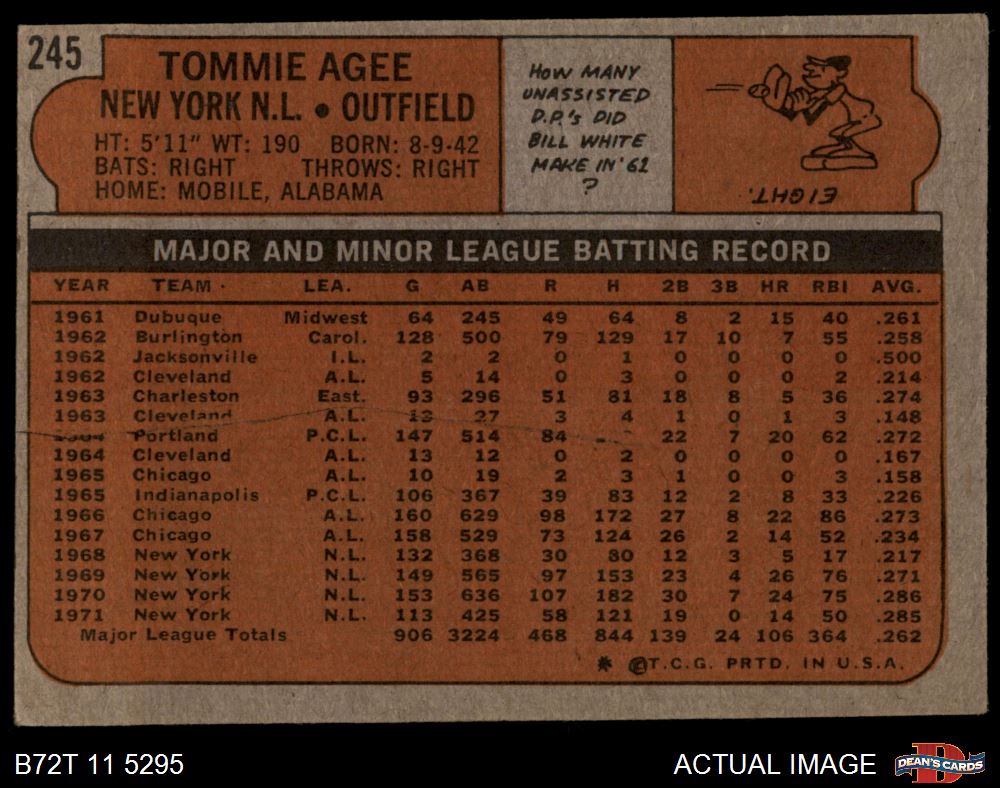 245
TOMMIE AGEE
NEW YORK N.L. • OUTFIELD
HT: 5'11" WT: 190 BORN: 8-9-42
BATS: RIGHT THROWS: RIGHT
HOME: MOBILE, ALABAMA
HOW MANY
UNASSISTED
D.P.'s DID
BILL WHITE
MAKE IN '61
?
EIGHT.
MAJOR AND MINOR LEAGUE BATTING RECORD
YEAR TEAM LEA. G AB R H 2B 3B HR RBI AVG.
1961 Dubuque Midwest 64 245 49 64 8 2 15 40 .261
1962 Burlington Carol. 128 500 79 129 17 10 7 55 .258
1962 Jacksonville I.L. 2 2 0 1 0 0 0 0 .500
1962 Cleveland A.L. 5 14 0 3 0 0 0 2 .214
1963 Charleston East. 93 296 51 81 18 8 5 36 .274
1963 Cleveland A.L. 13 27 3 4 1 0 1 3 .148
Portland P.C.L. 147 514 84 22 7 20 62 .272
1964 Cleveland A.L. 13 12 0 2 0 0 0 0 .167
1965 Chicago A.L. 10 19 2 3 1 0 0 3 .158
1965 Indianapolis P.C.L. 106 367 39 83 12 2 8 33 .226
1966 Chicago A.L. 160 629 98 172 27 8 22 86 .273
1967 Chicago A.L. 158 529 73 124 26 2 14 52 .234
1968 New York N.L. 132 368 30 80 12 3 5 17 .217
1969 New York N.L. 149 565 97 153 23 4 26 76 .271
1970 New York N.L. 153 636 107 182 30 7 24 75 .286
1971 New York N.L. 113 425 58 121 19 0 14 50 .285
Major League Totals 906 3224 468 844 139 24 106 364 .262
* ©T.C.G. PRTD. IN U.S.A.
B72T 11 5295
ACTUAL IMAGE
D
DEAN'S CARDS